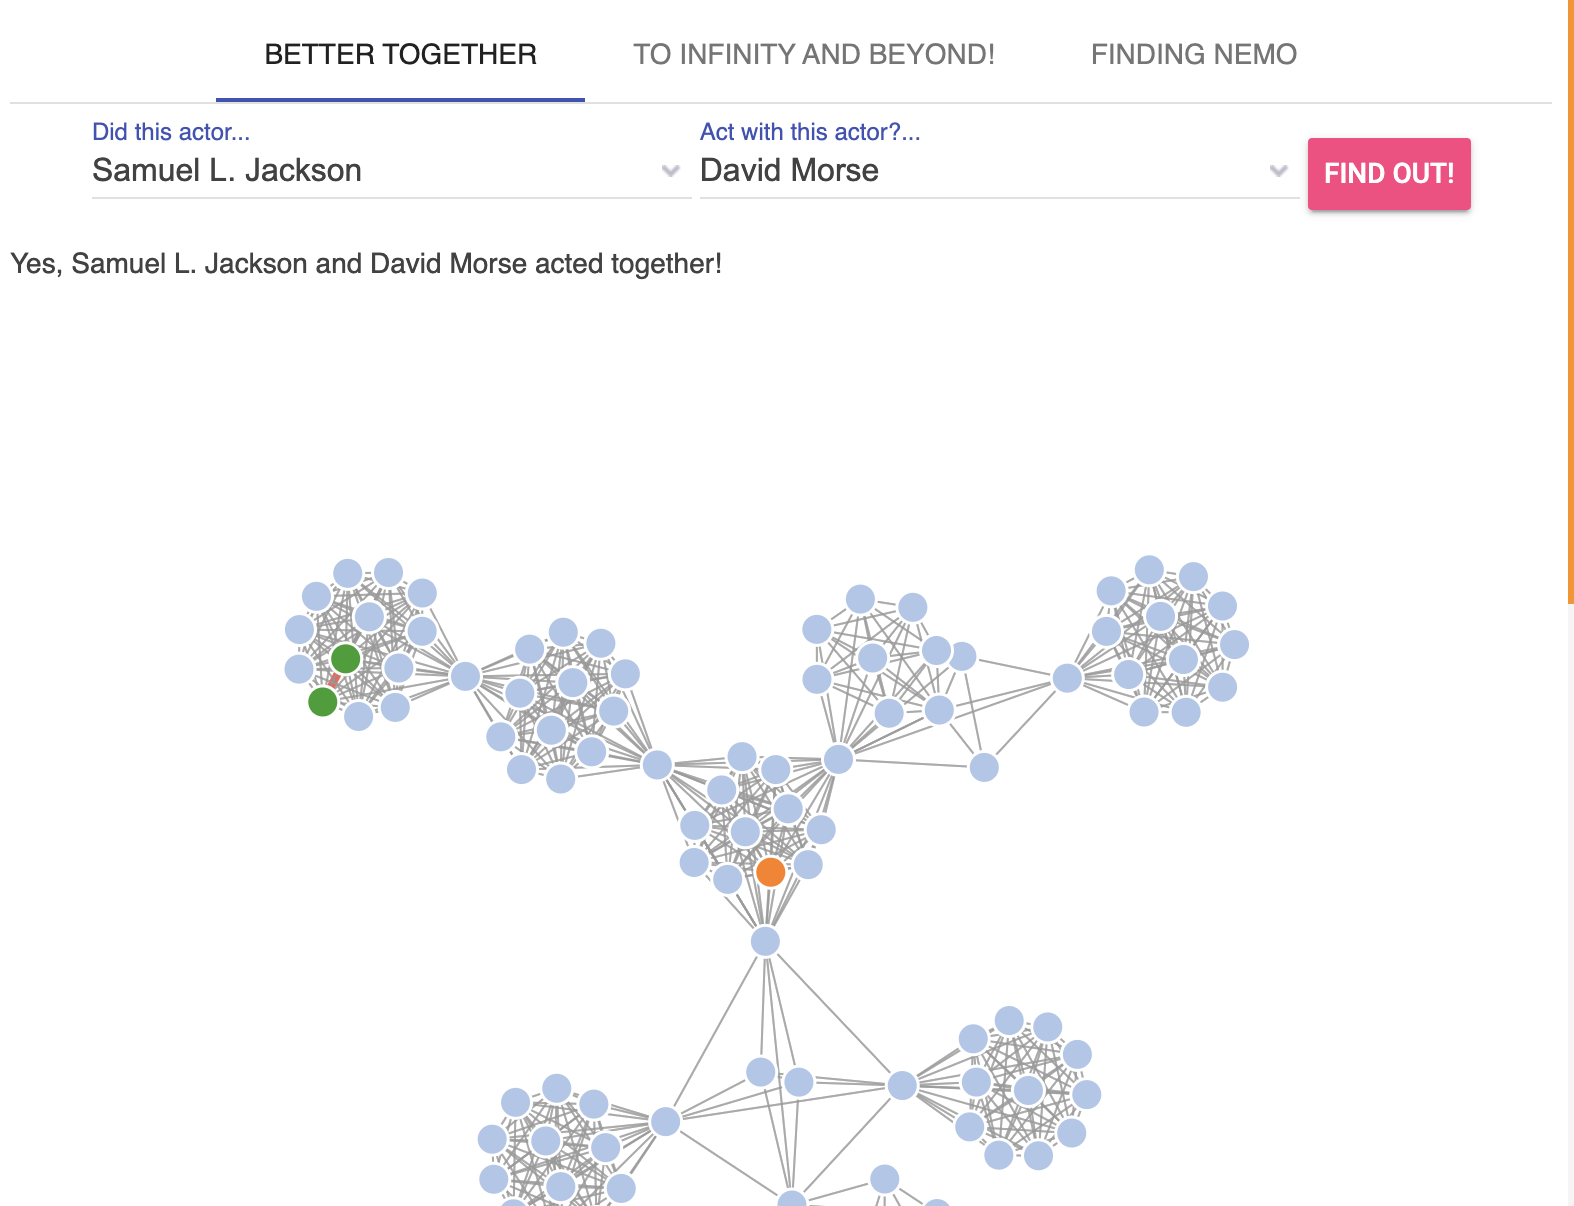 BETTER TOGETHER TO INFINITY AND BEYOND! FINDING NEMO
Did this actor... Act with this actor?...
Samuel L. Jackson David Morse FIND OUT!
Yes, Samuel L. Jackson and David Morse acted together!